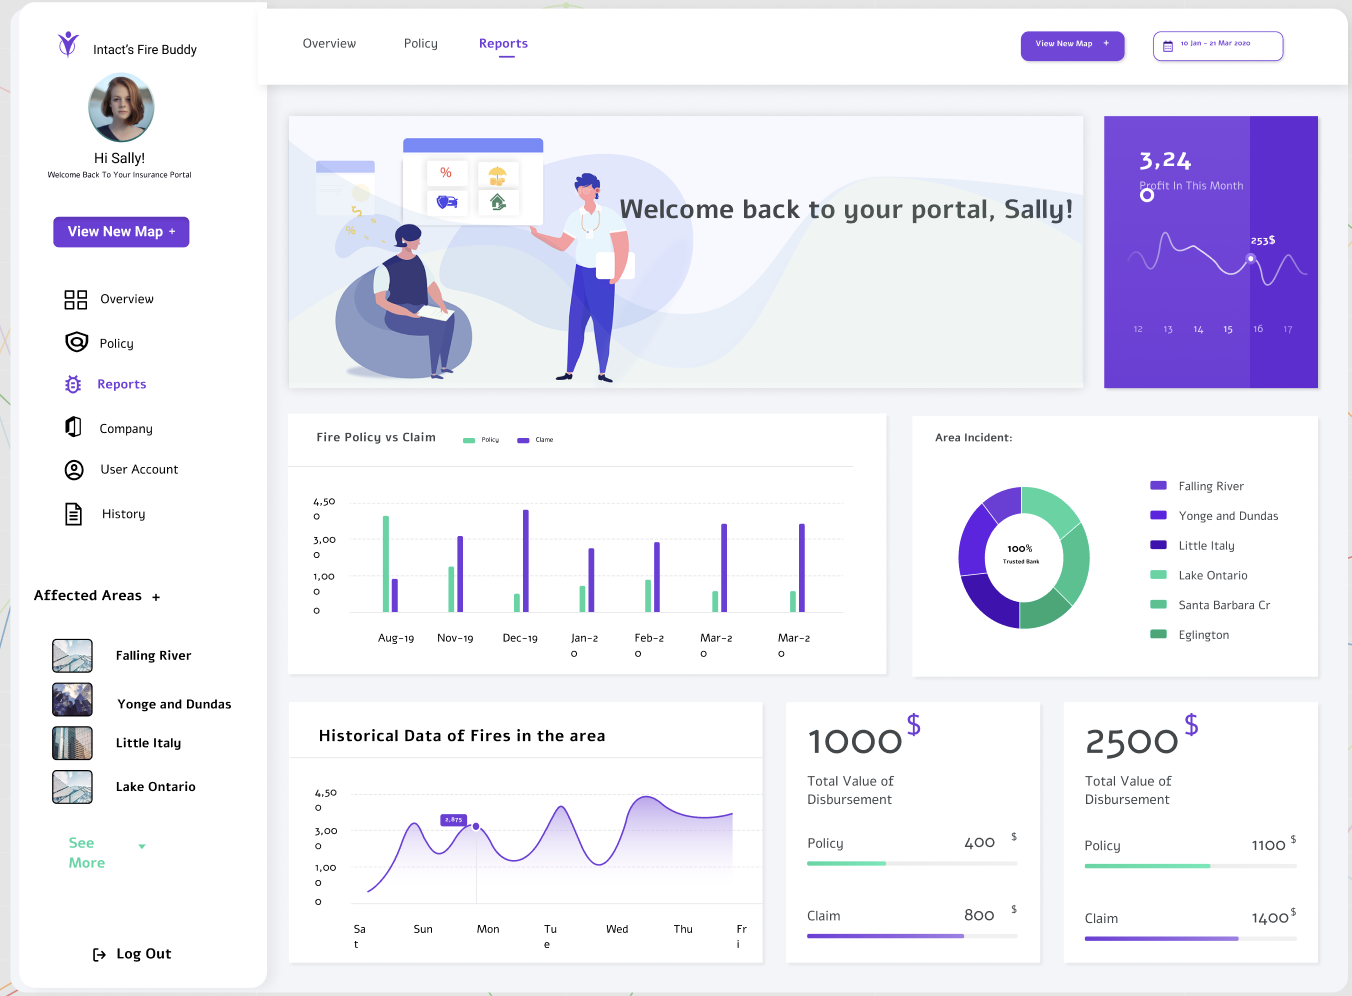 Intact's Fire Buddy
Hi Sally!
Welcome Back To Your Insurance Portal
View New Map +
Overview
Policy
Reports
Company
User Account
History
Affected Areas +
Falling River
Yonge and Dundas
Little Italy
Lake Ontario
See
More
Log Out
Overview Policy Reports
View New Map +
10 Jan - 21 Mar 2020
%
%
Welcome back to your portal, Sally!
3,24
0
Profit In This Month
253$
12 13 14 15 16 17
Fire Policy vs Claim
Policy Clame
4,50
0
3,00
0
1,00
0
0
Aug-19 Nov-19 Dec-19 Jan-2 Feb-2 Mar-2 Mar-2
0 0 0 0
Area Incident:
100%
Trusted Bank
Falling River
Yonge and Dundas
Little Italy
Lake Ontario
Santa Barbara Cr
Eglington
Historical Data of Fires in the area
4,50
0
3,00
0
1,00
0
0
2,875
Sa Sun Mon Tu Wed Thu Fr
t e i
1000 $
Total Value of
Disbursement
Policy 400 $
Claim 800 $
2500 $
Total Value of
Disbursement
Policy 1100 $
Claim 1400 $